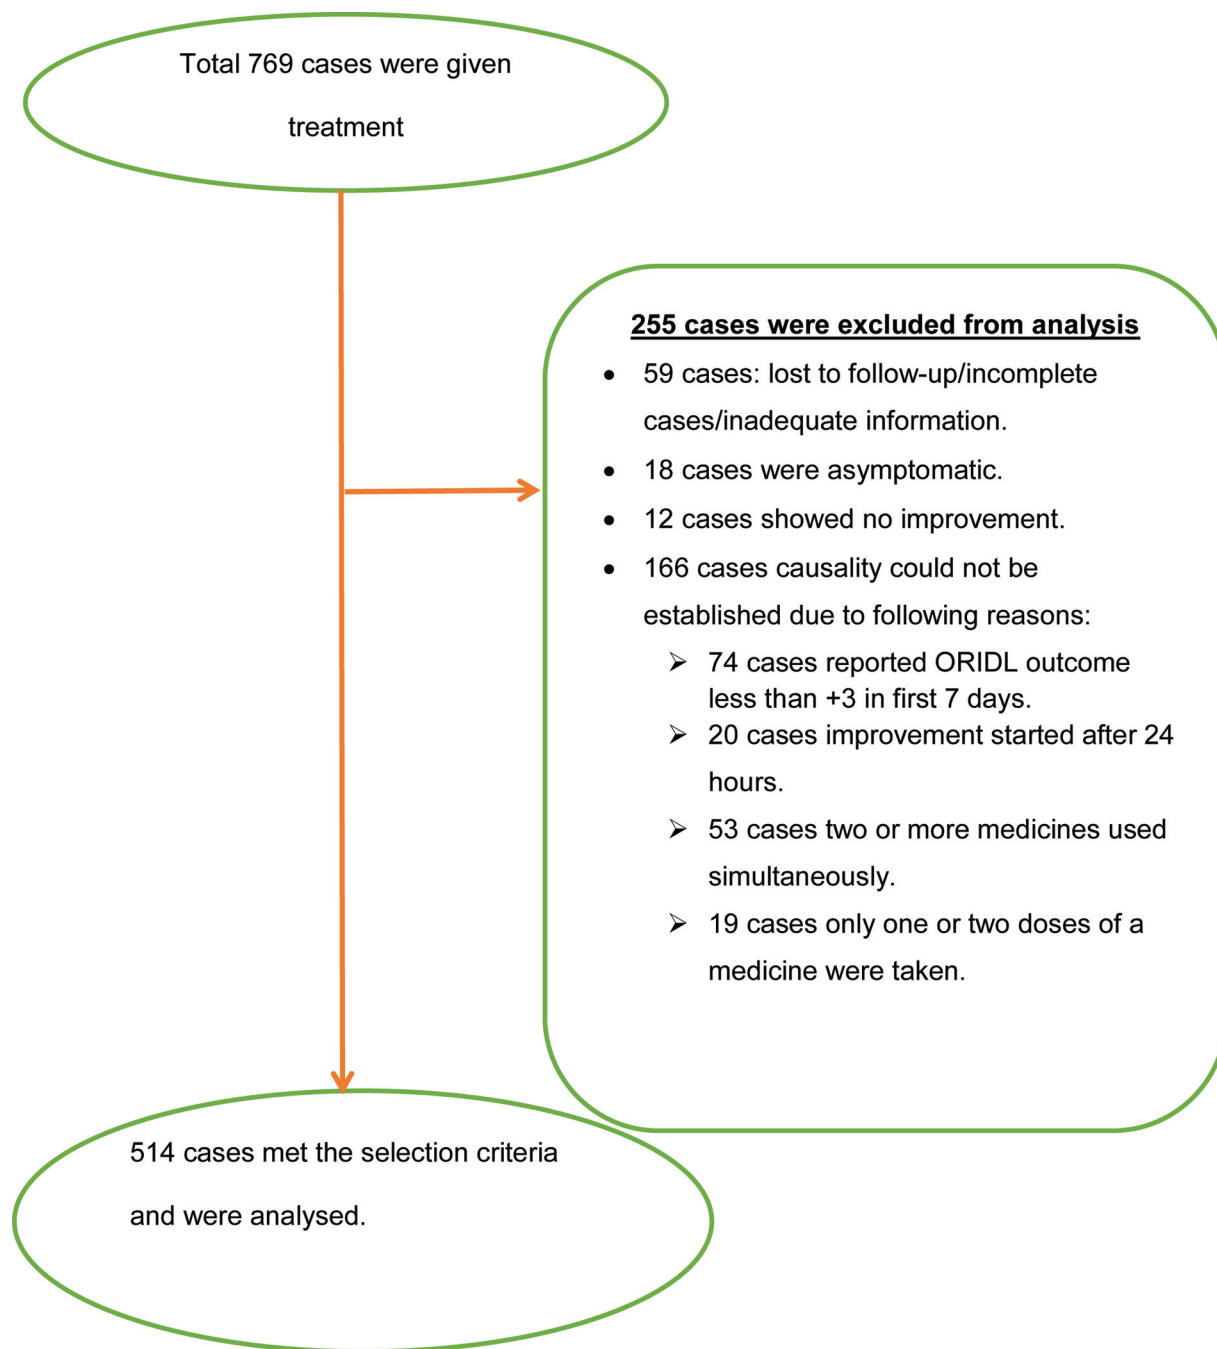 Total 769 cases were given
treatment
255 cases were excluded from analysis
• 59 cases: lost to follow-up/incomplete
cases/inadequate information.
• 18 cases were asymptomatic.
• 12 cases showed no improvement.
• 166 cases causality could not be
established due to following reasons:
➢ 74 cases reported ORIDL outcome
less than +3 in first 7 days.
➢ 20 cases improvement started after 24
hours.
➢ 53 cases two or more medicines used
simultaneously.
➢ 19 cases only one or two doses of a
medicine were taken.
514 cases met the selection criteria
and were analysed.